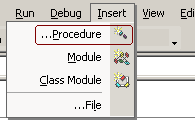 Run Debug Insert View Edi
...Procedure
Module
Class Module
...File